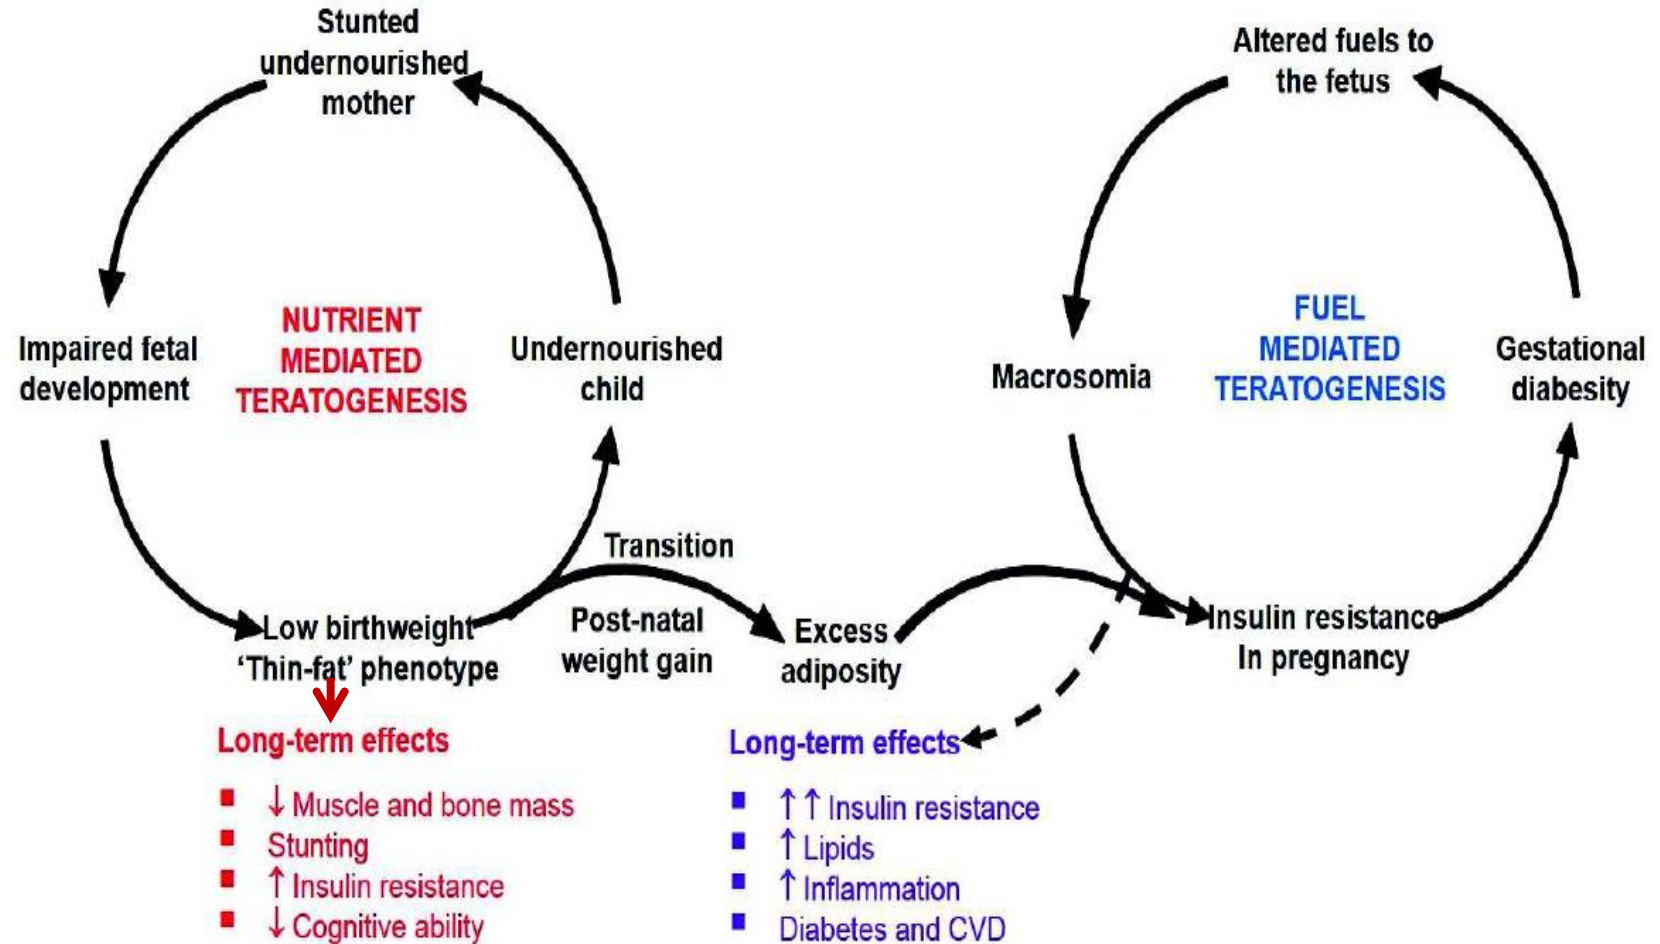 Stunted
undernourished
mother
Impaired fetal
development
NUTRIENT
MEDIATED
TERATOGENESIS
Undernourished
child
Low birthweight
‘Thin-fat’ phenotype
Transition
Post-natal
weight gain
Excess
adiposity
Altered fuels to
the fetus
Macrosomia
FUEL
MEDIATED
TERATOGENESIS
Gestational
diabesity
Insulin resistance
In pregnancy
Long-term effects
▪ ↓ Muscle and bone mass
▪ Stunting
▪ ↑ Insulin resistance
▪ ↓ Cognitive ability
Long-term effects
▪ ↑↑ Insulin resistance
▪ ↑ Lipids
▪ ↑ Inflammation
▪ Diabetes and CVD